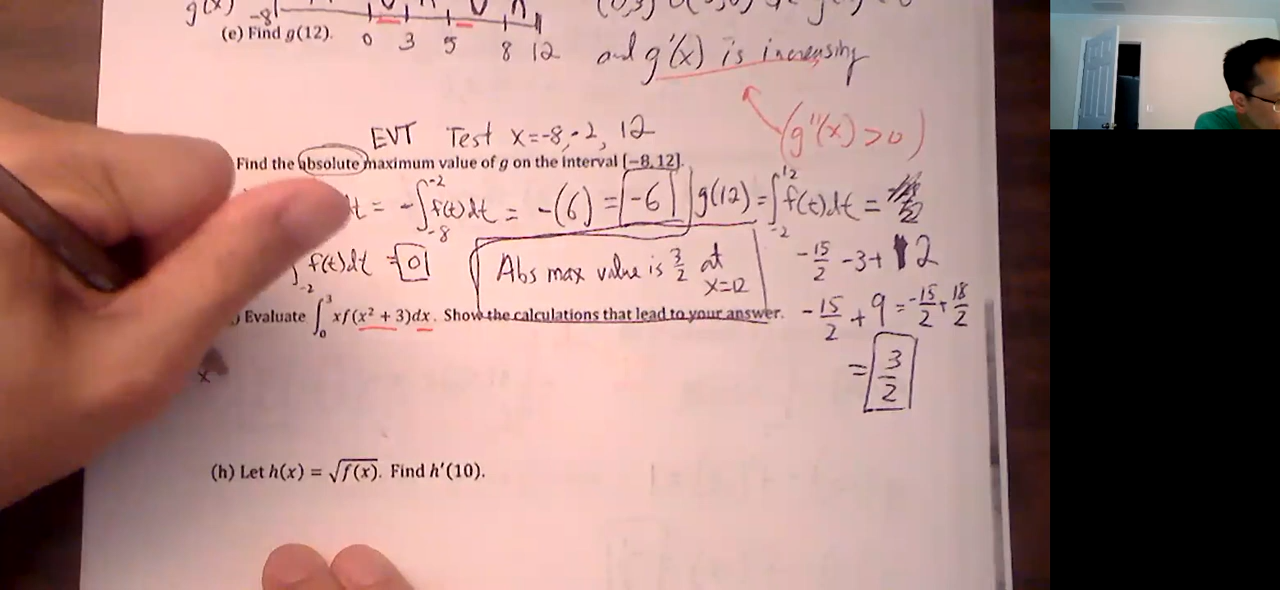 g(x) -8
(e) Find g(12). 0 3 5 8 12 and g'(x) is increasing
EVT Test x=-8, -2, 12 (g''(x) > 0)
Find the absolute maximum value of g on the interval [−8, 12].
dt = -∫_{-8}^{-2} f(t)dt = -(6) = -6 g(12) = ∫_{-2}^{12} f(t)dt =
∫_{-2} f(t)dt = 0 Abs max value is 3/2 at x=12 -15/2 -3+12
) Evaluate ∫_0^3 xf(x² + 3)dx. Show the calculations that lead to your answer. -15/2 + 9 = -15/2 + 18/2
x = 3/2
(h) Let h(x) = √f(x). Find h′(10).